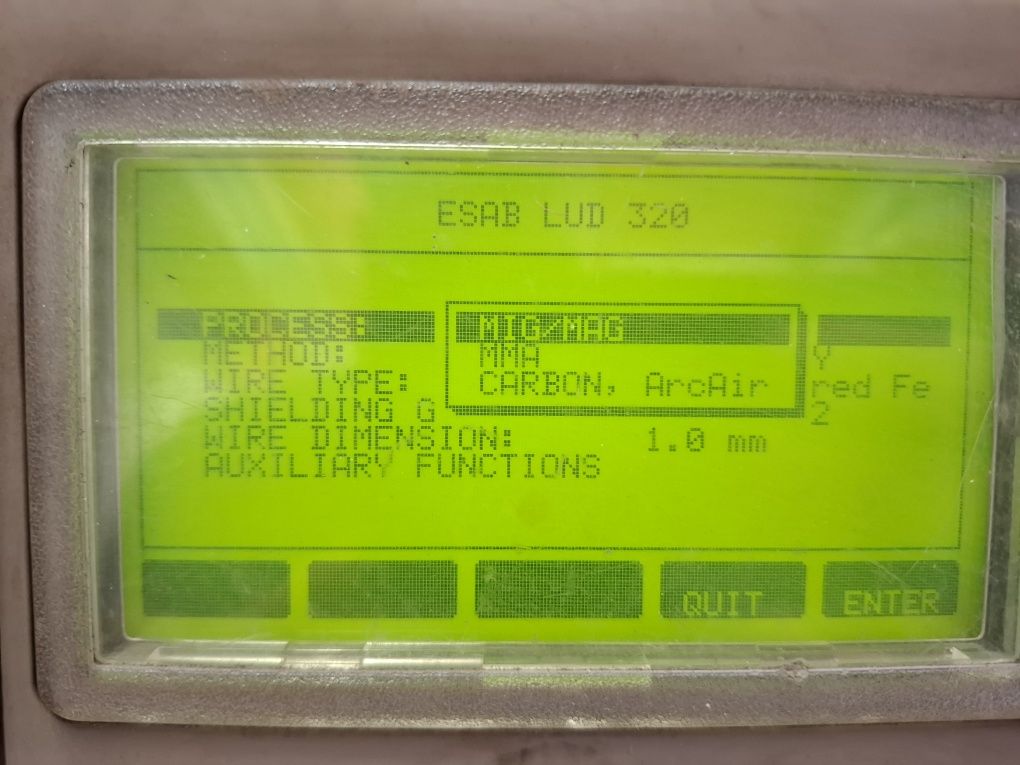 ESAB LUD 320
PROCESS: MIG/MAG
METHOD: MMA Y
WIRE TYPE: CARBON, ArcAir red Fe
SHIELDING G 2
WIRE DIMENSION: 1.0 mm
AUXILIARY FUNCTIONS
QUIT ENTER